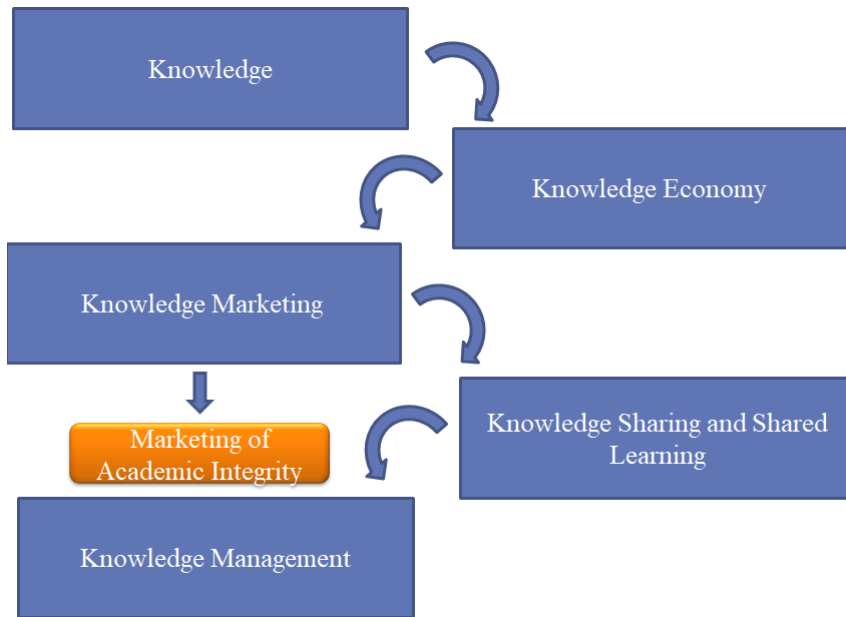 Knowledge
Knowledge Economy
Knowledge Marketing
Knowledge Sharing and Shared
Learning
Marketing of
Academic Integrity
Knowledge Management